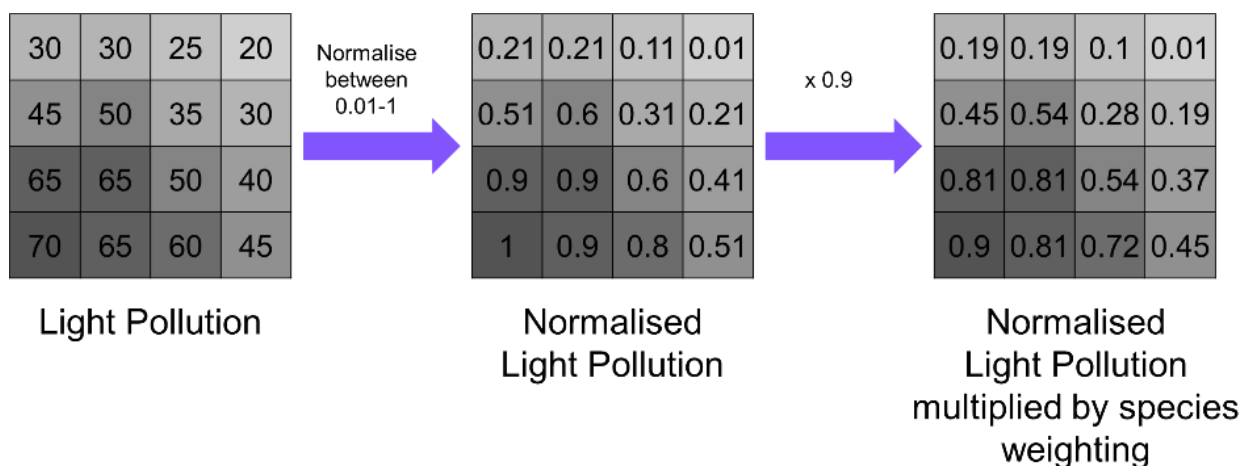 30 30 25 20
45 50 35 30
65 65 50 40
70 65 60 45
Light Pollution
Normalise
between
0.01-1
0.21 0.21 0.11 0.01
0.51 0.6 0.31 0.21
0.9 0.9 0.6 0.41
1 0.9 0.8 0.51
Normalised
Light Pollution
x 0.9
0.19 0.19 0.1 0.01
0.45 0.54 0.28 0.19
0.81 0.81 0.54 0.37
0.9 0.81 0.72 0.45
Normalised
Light Pollution
multiplied by species
weighting